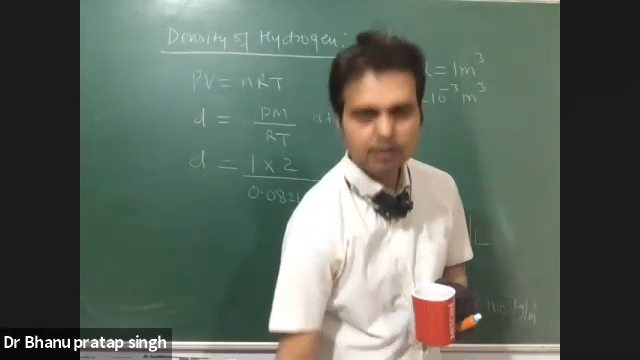 Density of Hydrogen:
PV = nRT
= 1m³
10⁻³ m³
d = PM / RT at
d = 1 × 2 / 0.0821
L
Dr Bhanu pratap singh